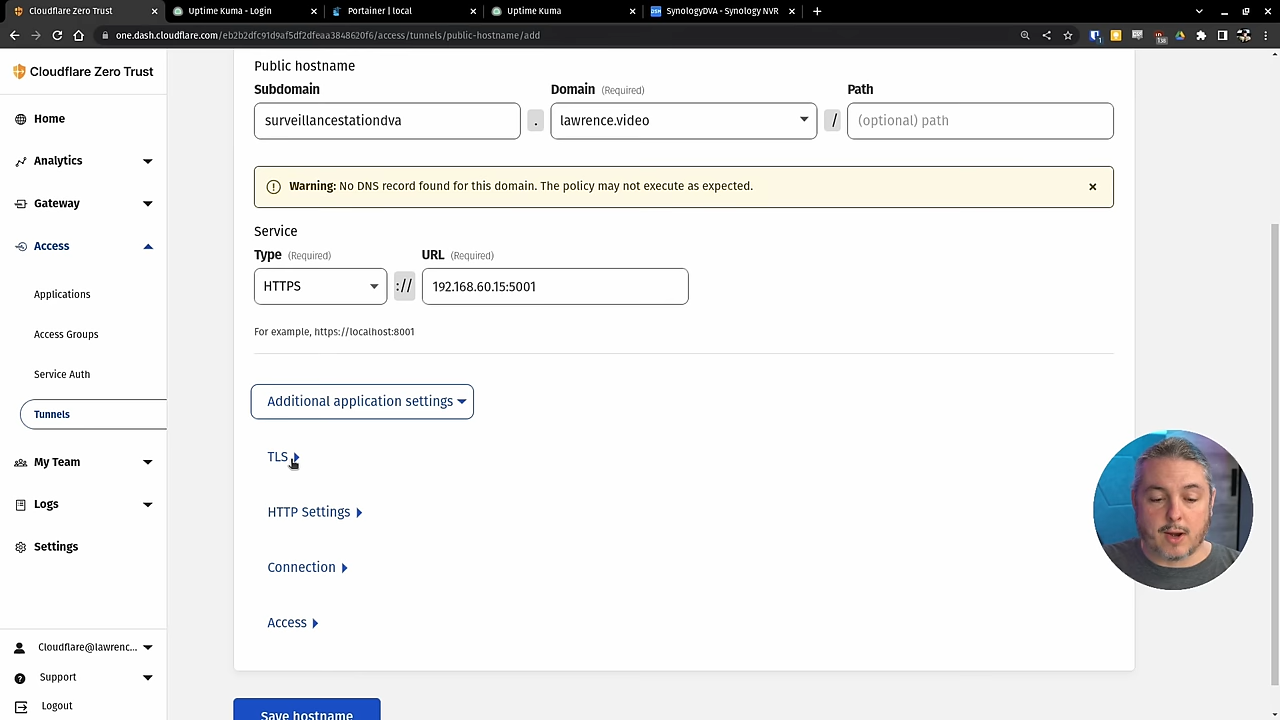 Cloudflare Zero Trust
Uptime Kuma - Login
Portainer | local
Uptime Kuma
SynologyDVA - Synology NVR
one.dash.cloudflare.com/eb2b2dfc91d9af5df2dfeaa3848620f6/access/tunnels/public-hostname/add
Cloudflare Zero Trust
Home
Analytics
Gateway
Access
Applications
Access Groups
Service Auth
Tunnels
My Team
Logs
Settings
Cloudflare@lawrenc...
Support
Logout
Public hostname
Subdomain
Domain (Required)
Path
surveillancestationdva
.
lawrence.video
/
(optional) path
Warning: No DNS record found for this domain. The policy may not execute as expected.
Service
Type (Required)
URL (Required)
HTTPS
://
192.168.60.15:5001
For example, https://localhost:8001
Additional application settings
TLS
HTTP Settings
Connection
Access
Save hostname